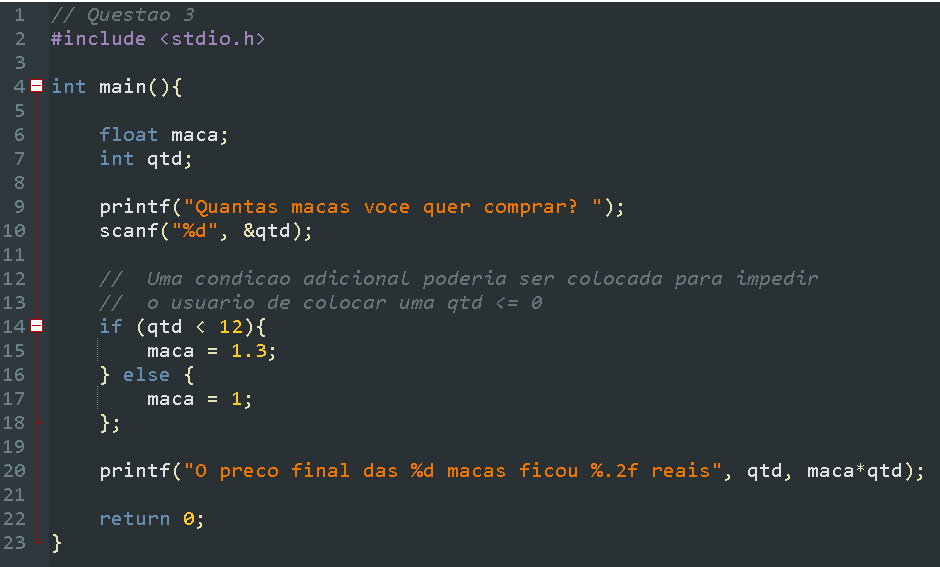 1 // Questao 3
2 #include <stdio.h>
3
4 int main(){
5
6     float maca;
7     int qtd;
8
9     printf("Quantas macas voce quer comprar? ");
10     scanf("%d", &qtd);
11
12     //  Uma condicao adicional poderia ser colocada para impedir
13     //  o usuario de colocar uma qtd <= 0
14     if (qtd < 12){
15         maca = 1.3;
16     } else {
17         maca = 1;
18     };
19
20     printf("O preco final das %d macas ficou %.2f reais", qtd, maca*qtd);
21
22     return 0;
23 }